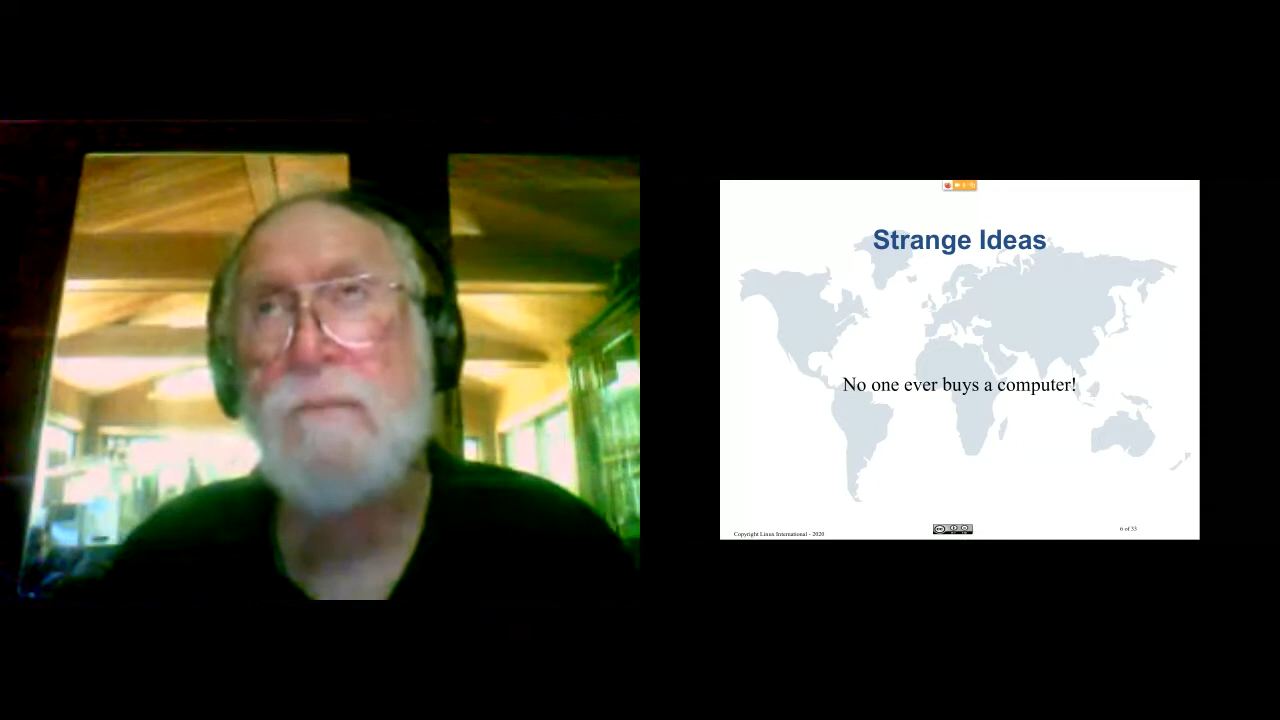 Strange Ideas
No one ever buys a computer!
Copyright Linux International - 2020
6 of 33